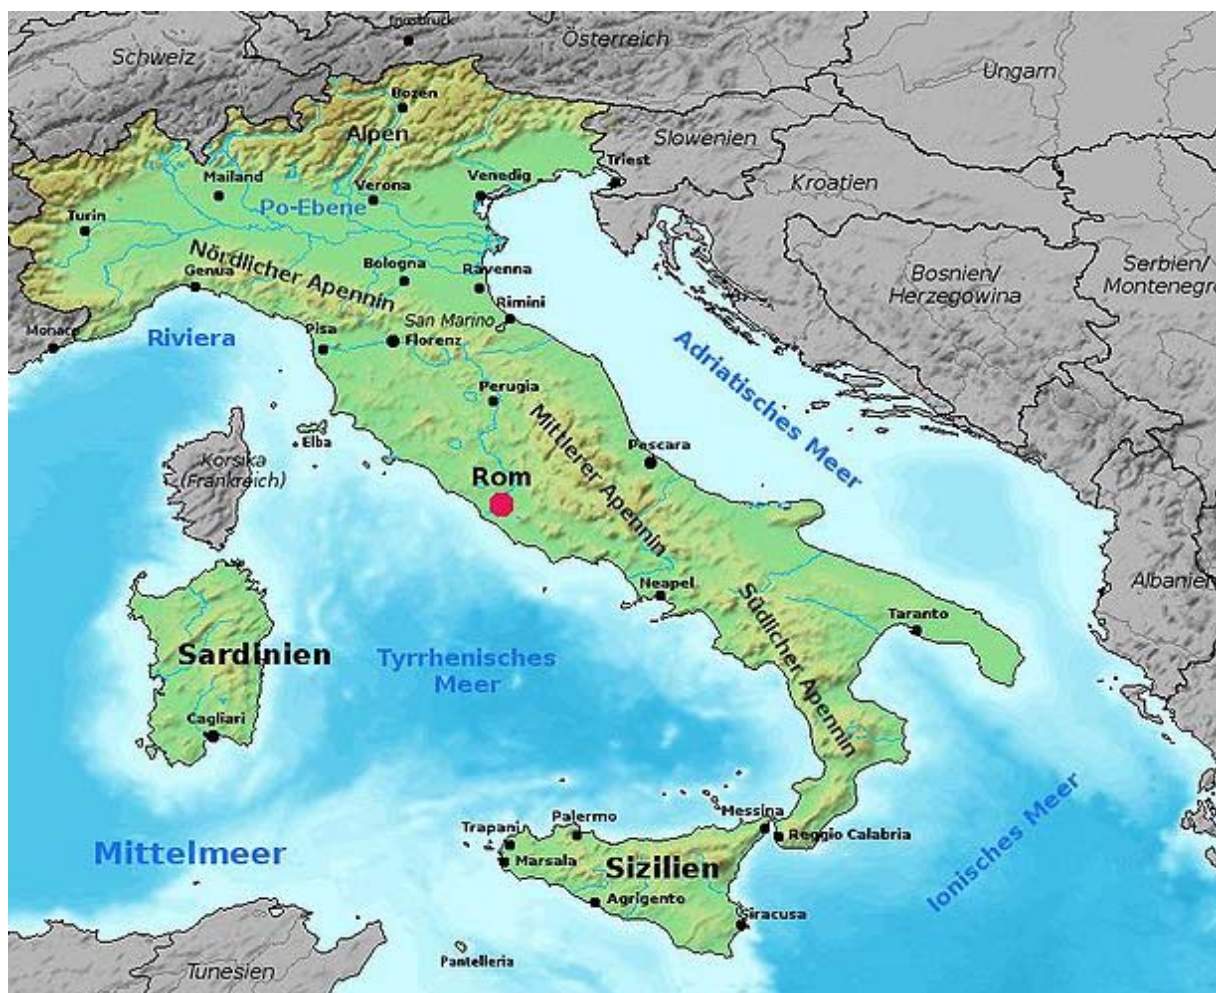 Innsbruck
Österreich
Schweiz
Ungarn
Bozen
Alpen
Slowenien
Triest
Mailand
Verona
Venedig
Kroatien
Po-Ebene
Turin
Nördlicher Apennin
Genua
Bologna
Ravenna
Bosnien/
Herzegowina
Serbien/
Montenegr
Rimini
San Marino
Monaco
Riviera
Pisa
Florenz
Adriatisches Meer
Perugia
Mittlerer Apennin
Elba
Pescara
Korsika
(Frankreich)
Rom
Neapel
Südlicher Apennin
Albanien
Taranto
Sardinien
Tyrrhenisches
Meer
Cagliari
Ionisches Meer
Messina
Palermo
Trapani
Reggio Calabria
Mittelmeer
Marsala
Sizilien
Agrigento
Siracusa
Pantelleria
Tunesien